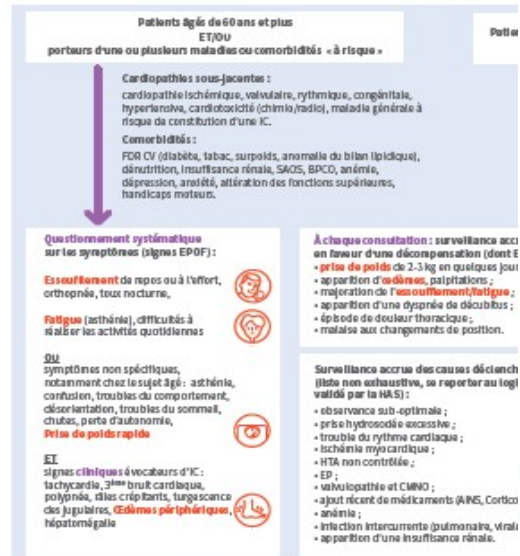 Patients âgés de 60 ans et plus
ET/OU
porteurs d'une ou plusieurs maladies ou comorbidités « à risque »
Cardiopathies sous-jacentes :
cardiopathie ischémique, valvulaire, rythmique, congénitale,
hypertensive, cardiotoxicité (chimio/radio), maladie générale à
risque de constitution d'une IC.
Comorbidités :
FDR CV (diabète, tabac, surpoids, anomalie du bilan lipidique),
dénutrition, insuffisance rénale, SAOS, BPCO, anémie,
dépression, anxiété, altération des fonctions supérieures,
handicaps moteurs.
Questionnement systématique
sur les symptômes (signes EPOF) :
Essoufflement de repos ou à l'effort,
orthopnée, toux nocturne,
Fatigue (asthénie), difficultés à
réaliser les activités quotidiennes
OU
symptômes non spécifiques,
notamment chez le sujet âgé : asthénie,
confusion, troubles du comportement,
désorientation, troubles du sommeil,
chutes, perte d'autonomie,
Prise de poids rapide
ET
signes cliniques évocateurs d'IC :
tachycardie, 3ème bruit cardiaque,
polypnée, râles crépitants, turgescence
des jugulaires, Œdèmes périphériques,
hépatomégalie
Patie
À chaque consultation : surveillance accr
en faveur d'une décompensation (dont E
• prise de poids de 2-3 kg en quelques jour
• apparition d'œdèmes, palpitations ;
• majoration de l'essoufflement/fatigue ;
• apparition d'une dyspnée de décubitus ;
• épisode de douleur thoracique ;
• malaise aux changements de position.
Surveillance accrue des causes déclench
(liste non exhaustive, se reporter au logi
validé par la HAS) :
• observance sub-optimale ;
• prise hydrosodée excessive ;
• trouble du rythme cardiaque ;
• ischémie myocardique ;
• HTA non contrôlée ;
• EP ;
• valvulopathie et CMNO ;
• ajout récent de médicaments (AINS, Cortico
• anémie ;
• infection intercurrente (pulmonaire, virale
• apparition d'une insuffisance rénale.